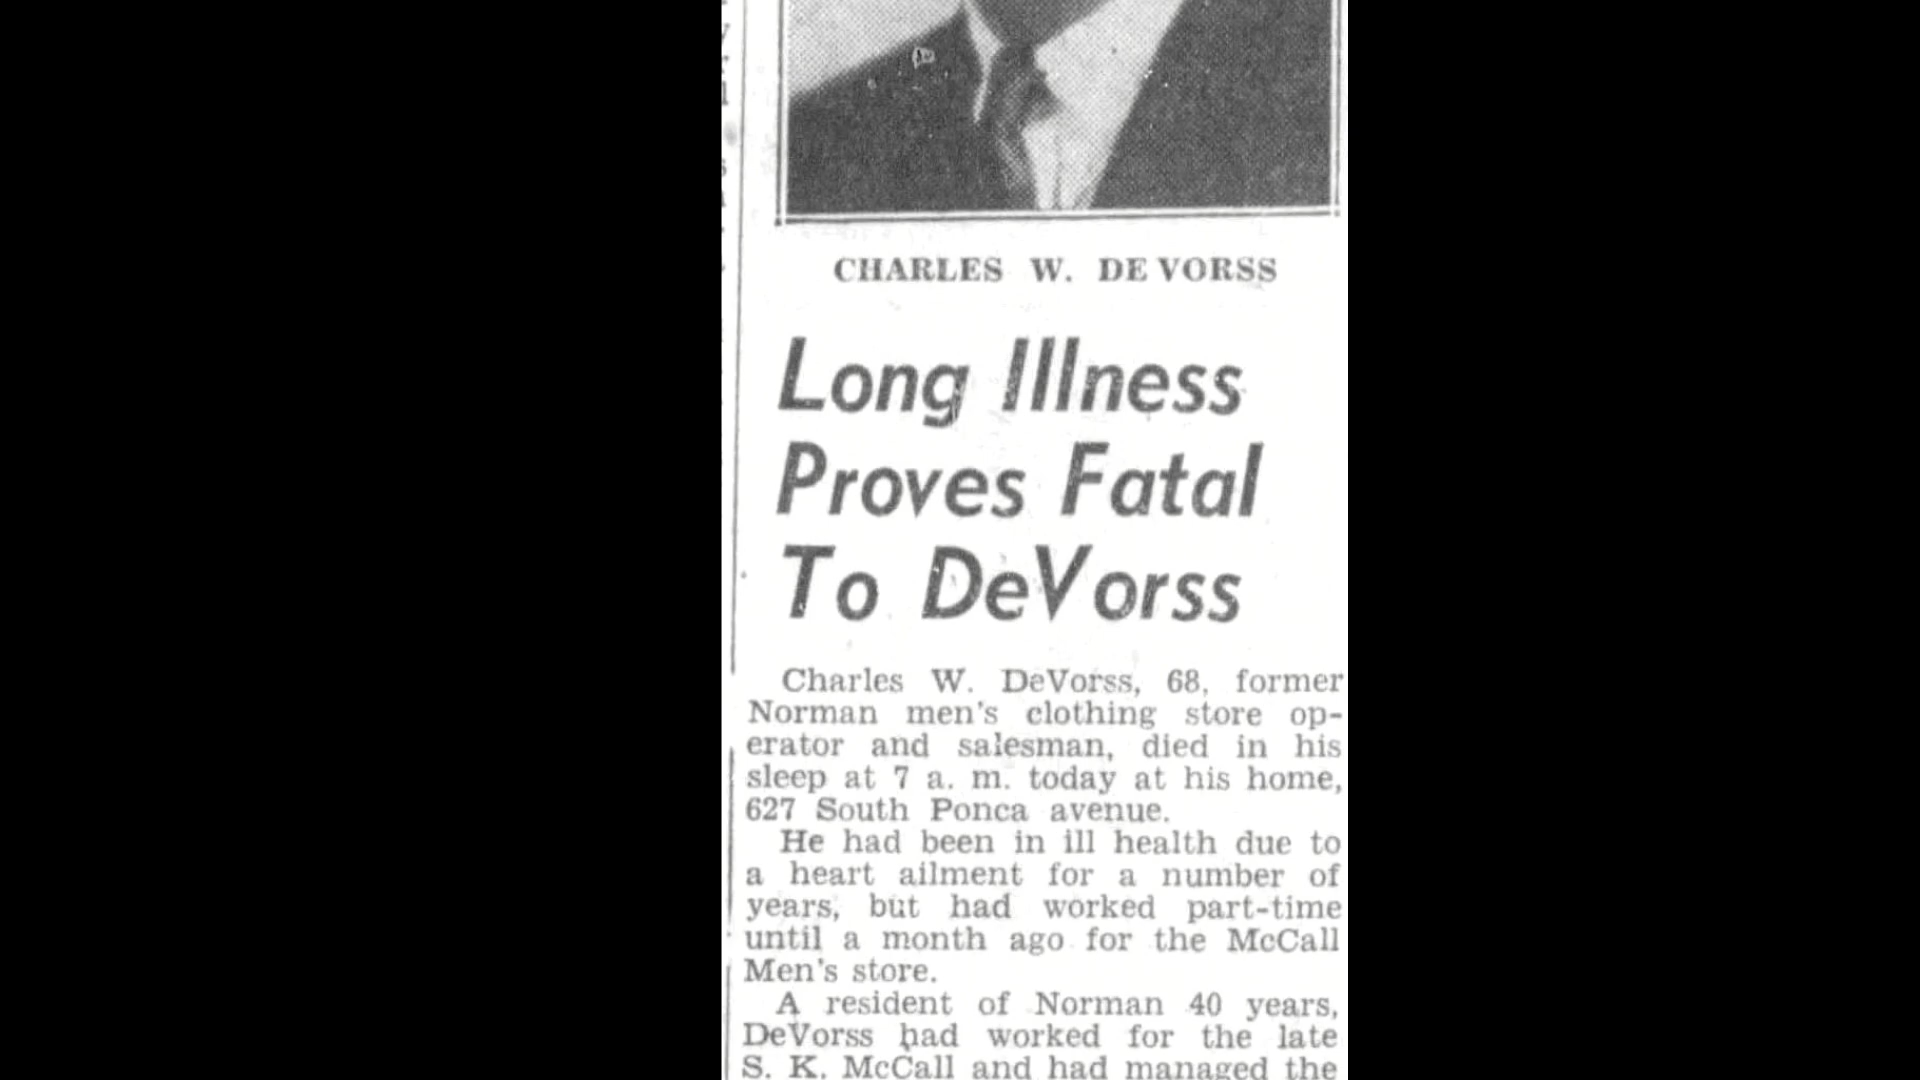 CHARLES W. DE VORSS
Long Illness
Proves Fatal
To DeVorss
Charles W. DeVorss, 68, former
Norman men's clothing store op-
erator and salesman, died in his
sleep at 7 a. m. today at his home,
627 South Ponca avenue.
He had been in ill health due to
a heart ailment for a number of
years, but had worked part-time
until a month ago for the McCall
Men's store.
A resident of Norman 40 years,
DeVorss had worked for the late
S. K. McCall and had managed the